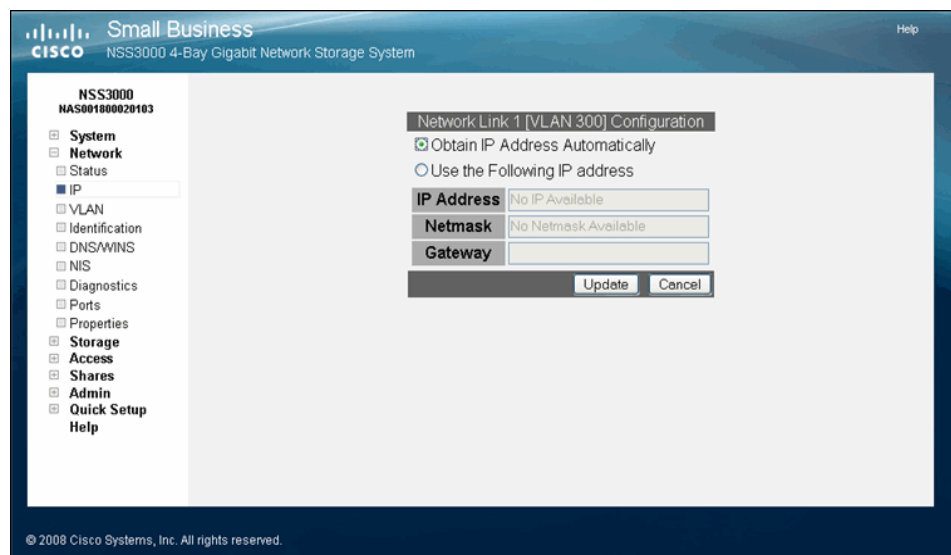 Small Business
CISCO
NSS3000 4-Bay Gigabit Network Storage System
Help
NSS3000
NAS001800020103
System
Network
Status
IP
VLAN
Identification
DNS/WINS
NIS
Diagnostics
Ports
Properties
Storage
Access
Shares
Admin
Quick Setup
Help
Network Link 1 [VLAN 300] Configuration
Obtain IP Address Automatically
Use the Following IP address
IP Address No IP Available
Netmask No Netmask Available
Gateway
Update Cancel
© 2008 Cisco Systems, Inc. All rights reserved.